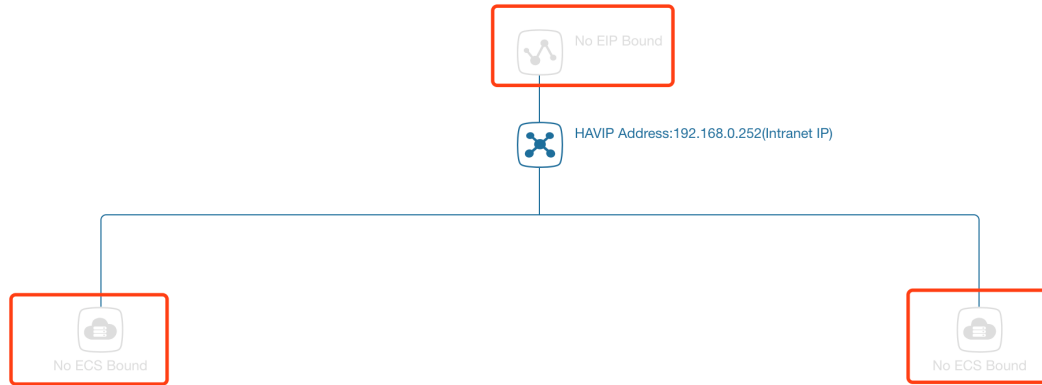 No EIP Bound
HAVIP Address:192.168.0.252(Intranet IP)
No ECS Bound
No ECS Bound